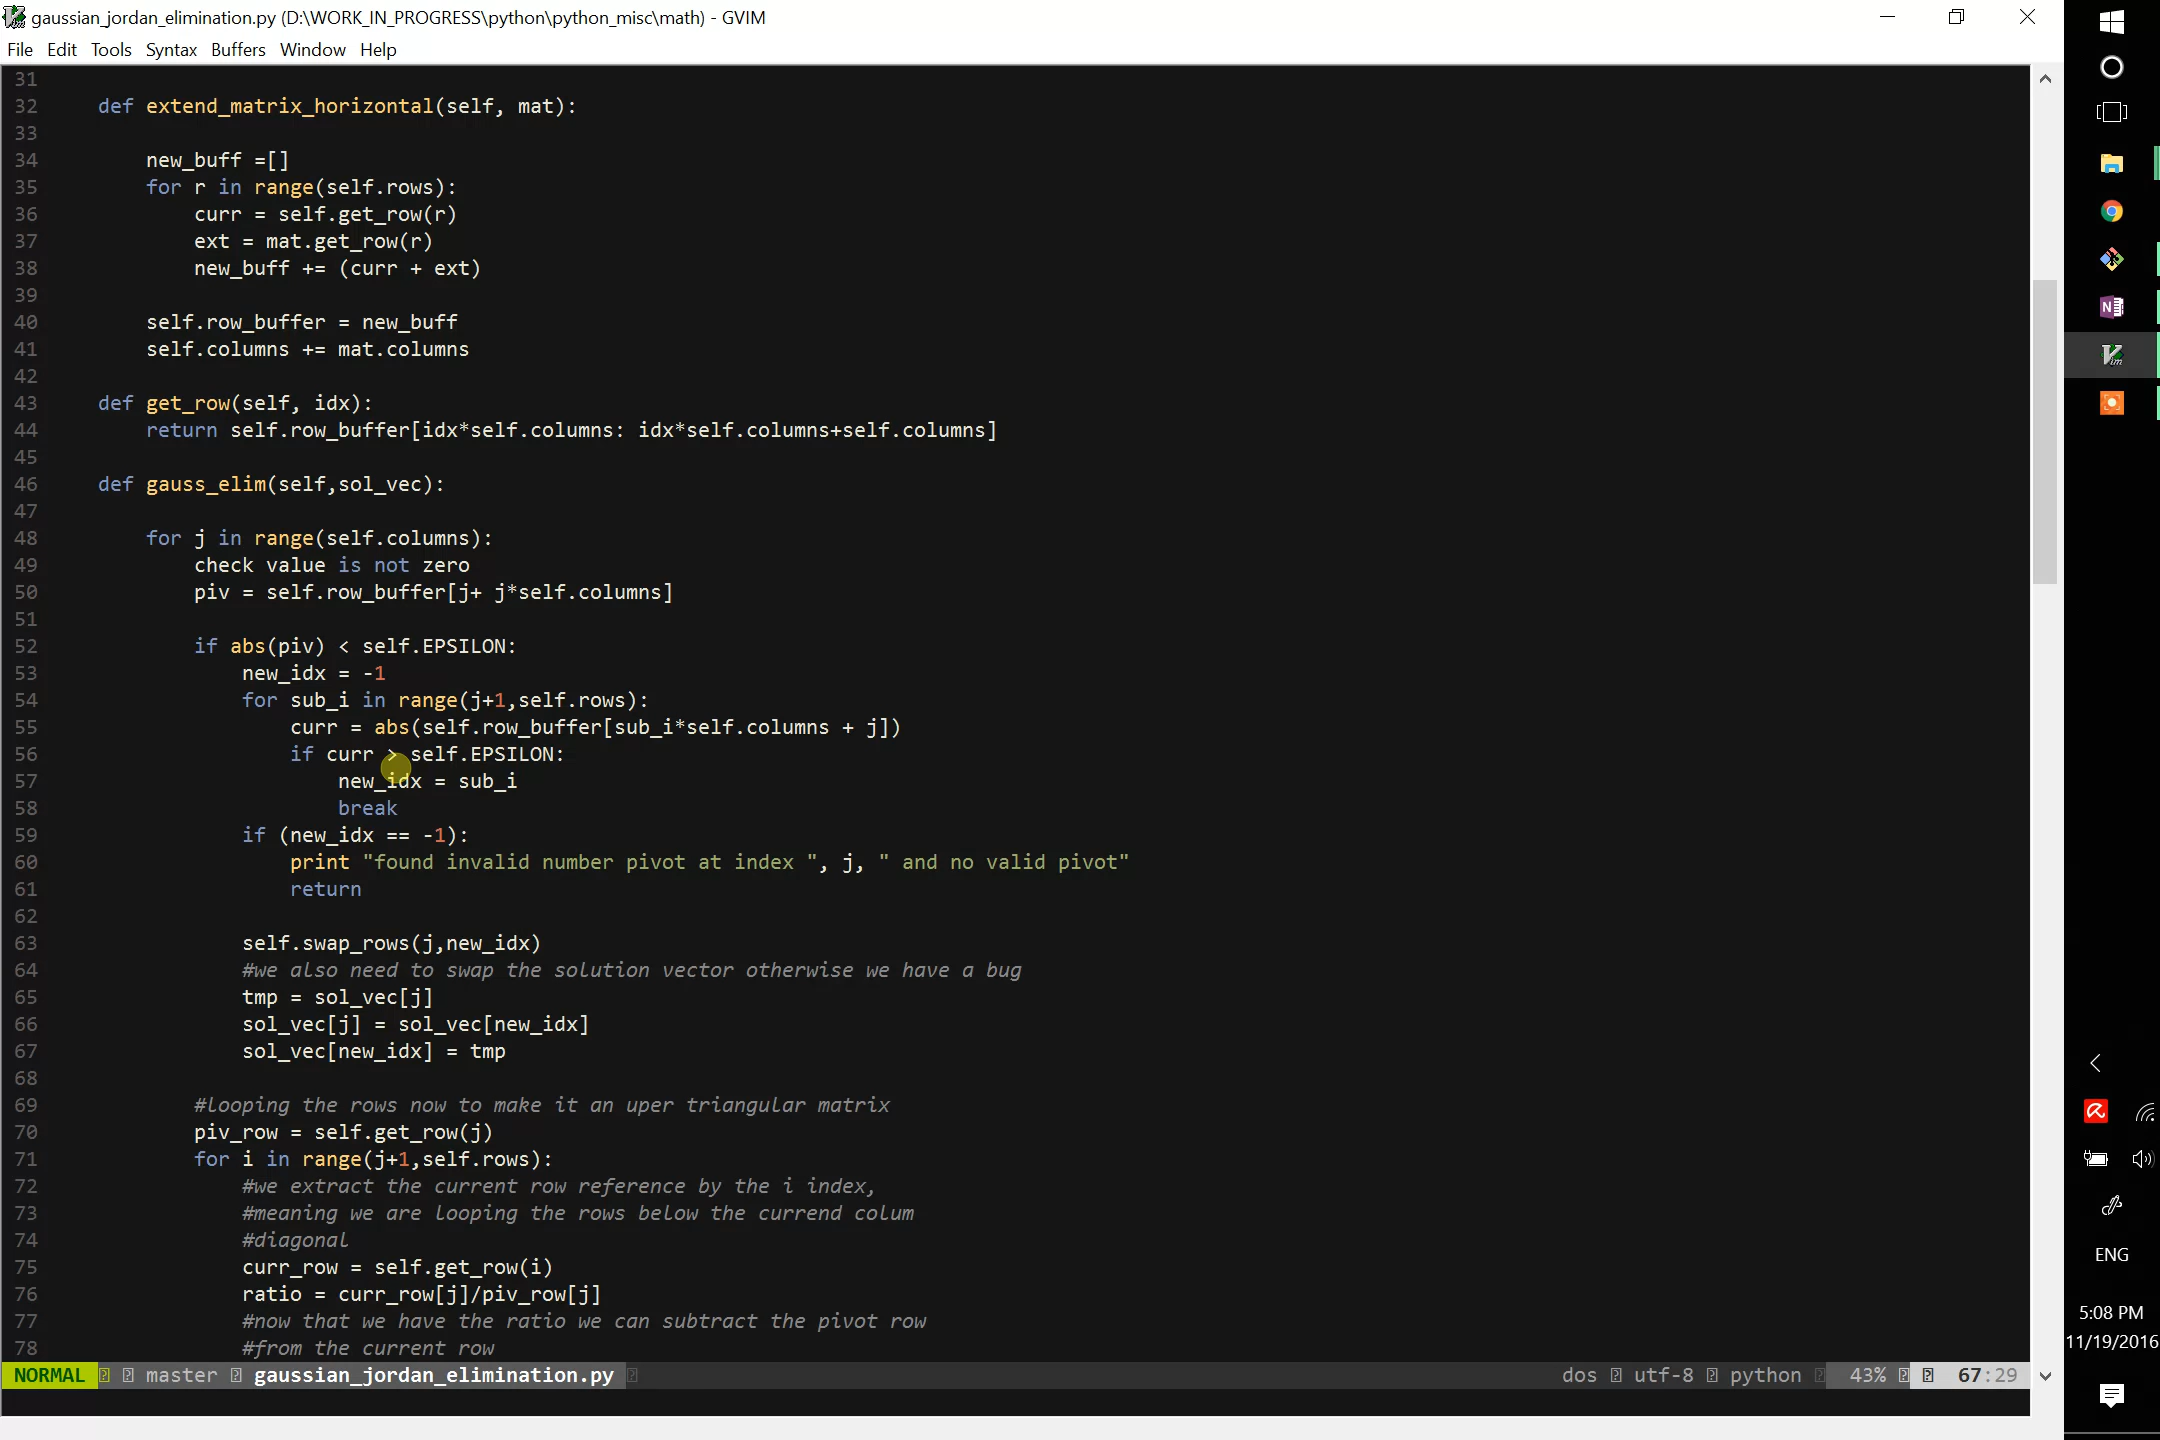 gaussian_jordan_elimination.py (D:\WORK_IN_PROGRESS\python\python_misc\math) - GVIM
File Edit Tools Syntax Buffers Window Help
31
32     def extend_matrix_horizontal(self, mat):
33
34         new_buff =[]
35         for r in range(self.rows):
36             curr = self.get_row(r)
37             ext = mat.get_row(r)
38             new_buff += (curr + ext)
39
40         self.row_buffer = new_buff
41         self.columns += mat.columns
42
43     def get_row(self, idx):
44         return self.row_buffer[idx*self.columns: idx*self.columns+self.columns]
45
46     def gauss_elim(self,sol_vec):
47
48         for j in range(self.columns):
49             check value is not zero
50             piv = self.row_buffer[j+ j*self.columns]
51
52             if abs(piv) < self.EPSILON:
53                 new_idx = -1
54                 for sub_i in range(j+1,self.rows):
55                     curr = abs(self.row_buffer[sub_i*self.columns + j])
56                     if curr > self.EPSILON:
57                         new_idx = sub_i
58                         break
59                 if (new_idx == -1):
60                     print "found invalid number pivot at index ", j, " and no valid pivot"
61                     return
62
63                 self.swap_rows(j,new_idx)
64                 #we also need to swap the solution vector otherwise we have a bug
65                 tmp = sol_vec[j]
66                 sol_vec[j] = sol_vec[new_idx]
67                 sol_vec[new_idx] = tmp
68
69             #looping the rows now to make it an uper triangular matrix
70             piv_row = self.get_row(j)
71             for i in range(j+1,self.rows):
72                 #we extract the current row reference by the i index,
73                 #meaning we are looping the rows below the currend colum
74                 #diagonal
75                 curr_row = self.get_row(i)
76                 ratio = curr_row[j]/piv_row[j]
77                 #now that we have the ratio we can subtract the pivot row
78                 #from the current row
NORMAL master gaussian_jordan_elimination.py dos utf-8 python 43% 67:29
ENG
5:08 PM
11/19/2016